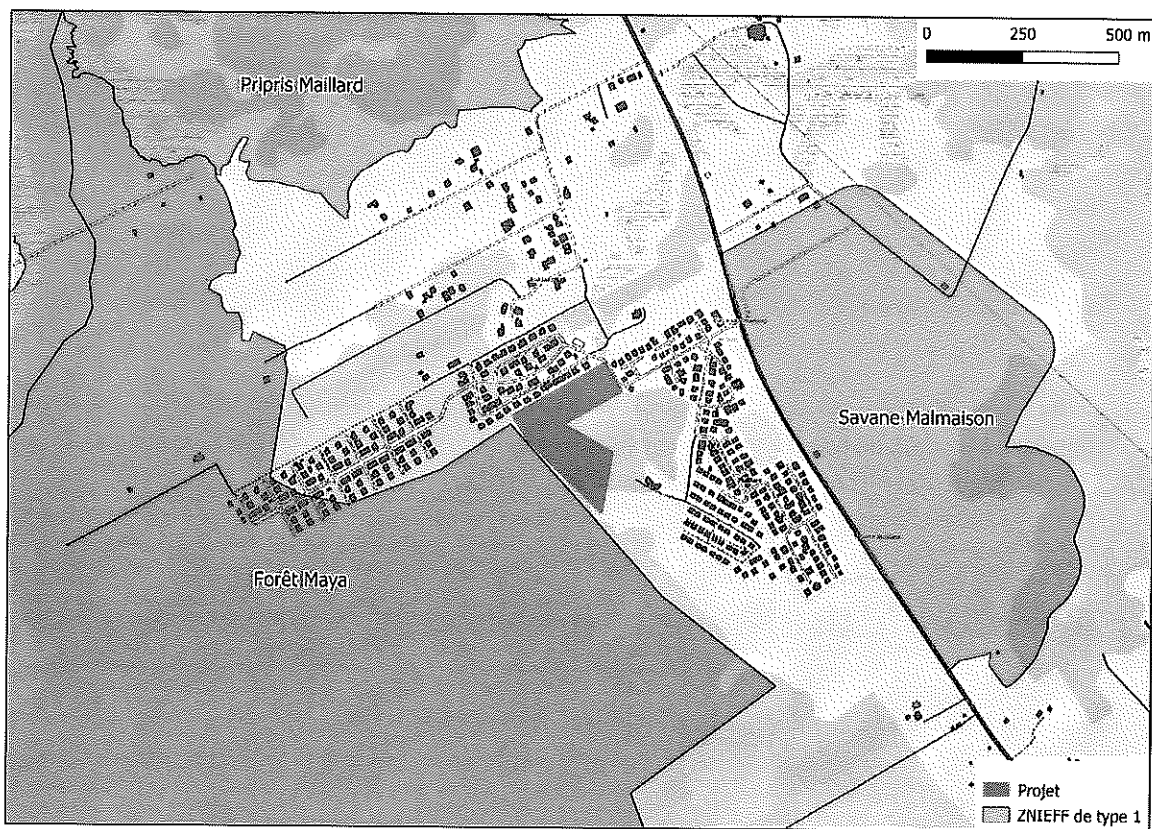 0 250 500 m
Pripris Maillard
Savane Malmaison
Forêt Maya
Projet
ZNIEFF de type 1